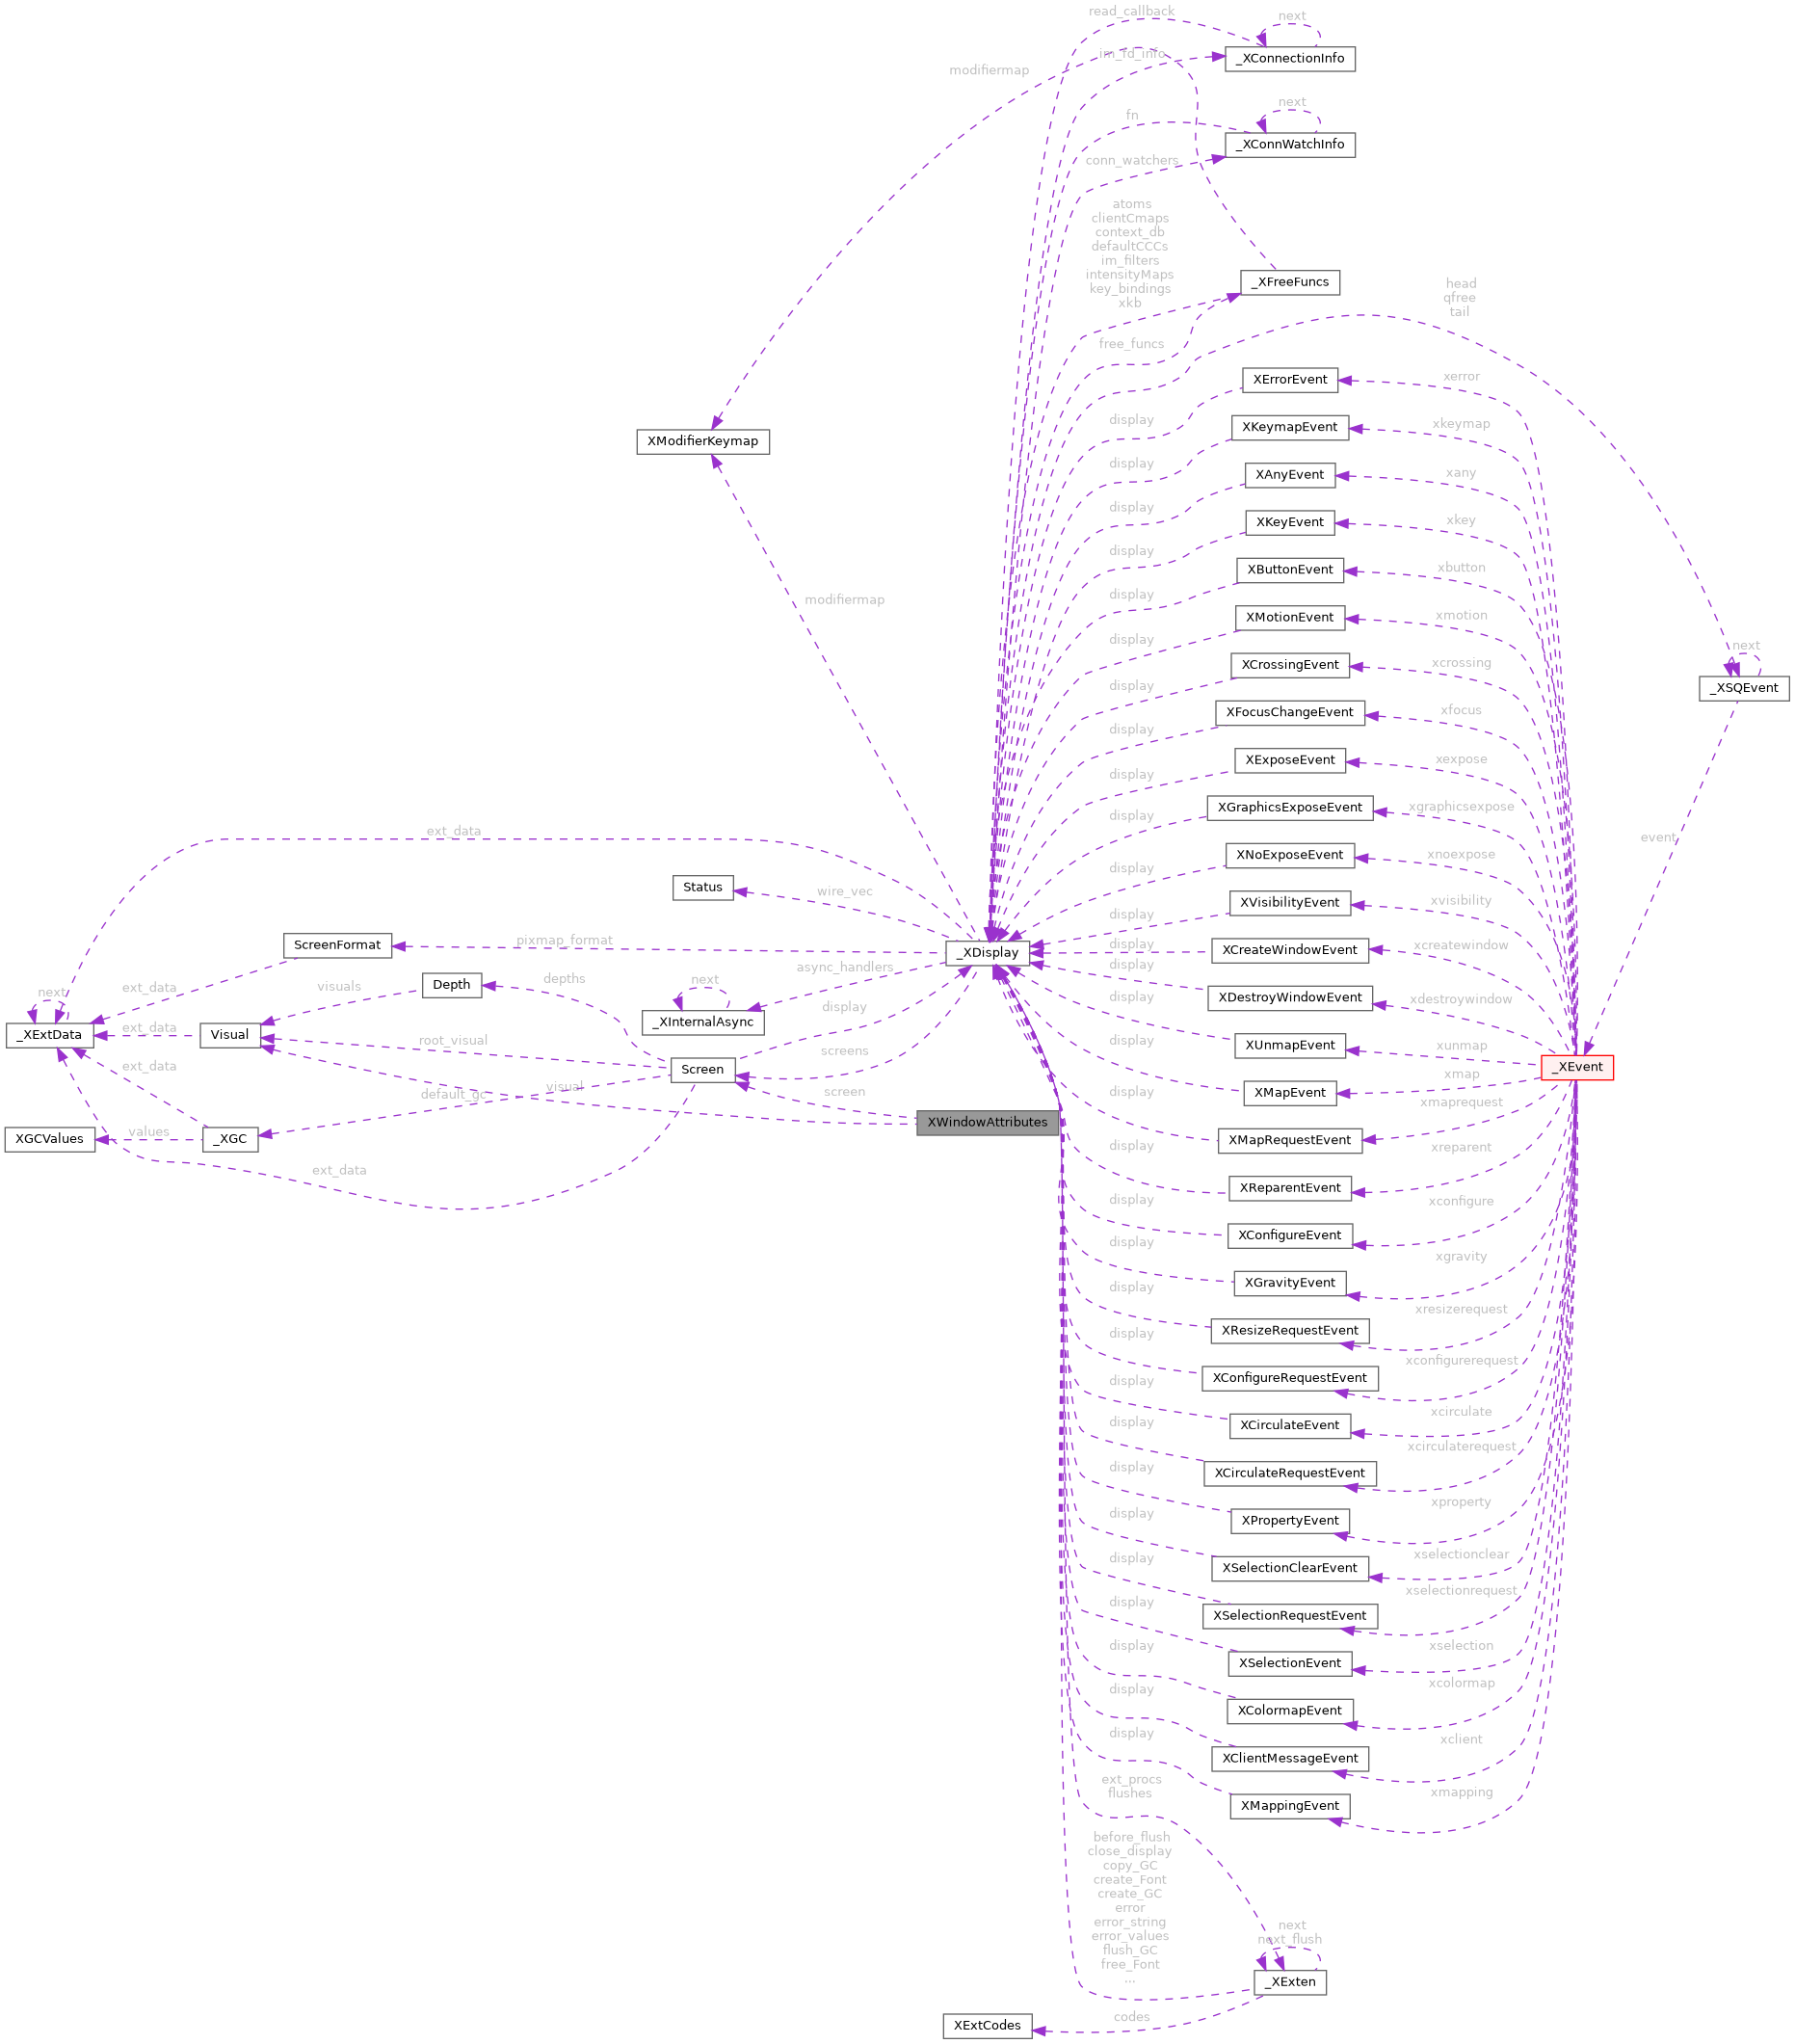 read_callback
next
_XConnectionInfo
im_fd_info
modifiermap
next
fn
_XConnWatchInfo
conn_watchers
atoms
clientCmaps
context_db
defaultCCCs
im_filters
intensityMaps
key_bindings
xkb
_XFreeFuncs
head
qfree
tail
free_funcs
XErrorEvent
xerror
display
XKeymapEvent
xkeymap
XModifierKeymap
display
XAnyEvent
xany
display
XKeyEvent
xkey
display
XButtonEvent
xbutton
display
modifiermap
XMotionEvent
xmotion
display
XCrossingEvent
xcrossing
next
display
_XSQEvent
XFocusChangeEvent
xfocus
display
XExposeEvent
xexpose
display
XGraphicsExposeEvent
xgraphicsexpose
display
ext_data
event
XNoExposeEvent
xnoexpose
display
Status
wire_vec
XVisibilityEvent
xvisibility
display
ScreenFormat
pixmap_format
_XDisplay
display
XCreateWindowEvent
xcreatewindow
async_handlers
display
Depth
depths
visuals
ext_data
next
next
display
XDestroyWindowEvent
xdestroywindow
display
_XExtData
ext_data
Visual
_XInternalAsync
root_visual
display
screens
XUnmapEvent
xunmap
ext_data
Screen
_XEvent
visual
default_gc
screen
display
XMapEvent
xmap
XWindowAttributes
xmaprequest
XGCValues
values
_XGC
display
XMapRequestEvent
xreparent
ext_data
display
XReparentEvent
xconfigure
display
XConfigureEvent
xgravity
display
XGravityEvent
xresizerequest
display
XResizeRequestEvent
xconfigurerequest
display
XConfigureRequestEvent
xcirculate
display
XCirculateEvent
xcirculaterequest
display
XCirculateRequestEvent
xproperty
display
XPropertyEvent
xselectionclear
display
XSelectionClearEvent
xselectionrequest
display
XSelectionRequestEvent
xselection
display
XSelectionEvent
xcolormap
display
XColormapEvent
xclient
display
XClientMessageEvent
xmapping
ext_procs
flushes
XMappingEvent
before_flush
close_display
copy_GC
create_Font
create_GC
error
error_string
error_values
flush_GC
free_Font
...
next
next_flush
_XExten
codes
XExtCodes